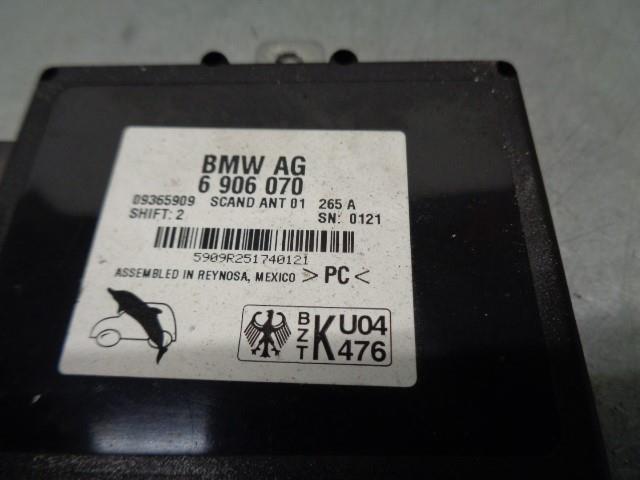 BMW AG
6 906 070
09365909 SCAND ANT 01 265 A
SHIFT: 2 SN: 0121
5909R251740121
ASSEMBLED IN REYNOSA, MEXICO >PC<
BZT K U04 476